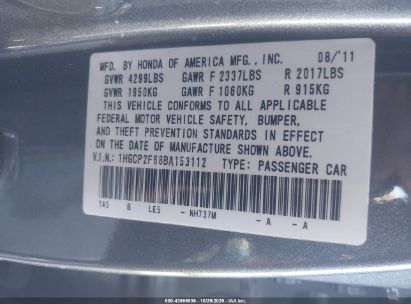 MFD. BY HONDA OF AMERICA MFG., INC. 08/'11
GVWR 4299LBS GAWR F 2337LBS R 2017LBS
GVWR 1950KG GAWR F 1060KG R 915KG
THIS VEHICLE CONFORMS TO ALL APPLICABLE
FEDERAL MOTOR VEHICLE SAFETY, BUMPER,
AND THEFT PREVENTION STANDARDS IN EFFECT
ON THE DATE OF MANUFACTURE SHOWN ABOVE.
V.I.N.: 1HGCP2F86BA153112 TYPE: PASSENGER CAR
TA5 B LE5 - NH737M - A - A